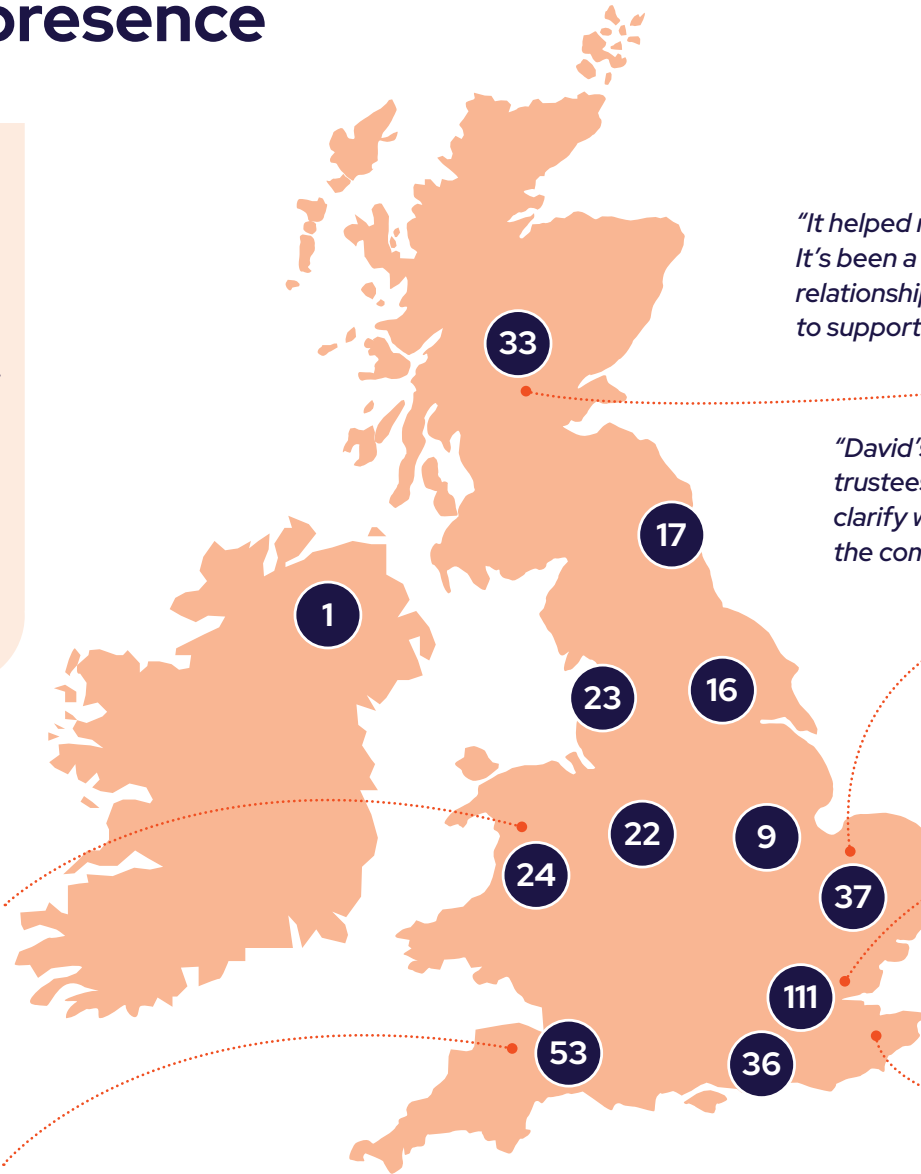 presence
“It helped
It’s been a
relationship
to support
33
“David’s
trustees
clarify
the con
17
1
23
16
22
9
24
37
111
53
36